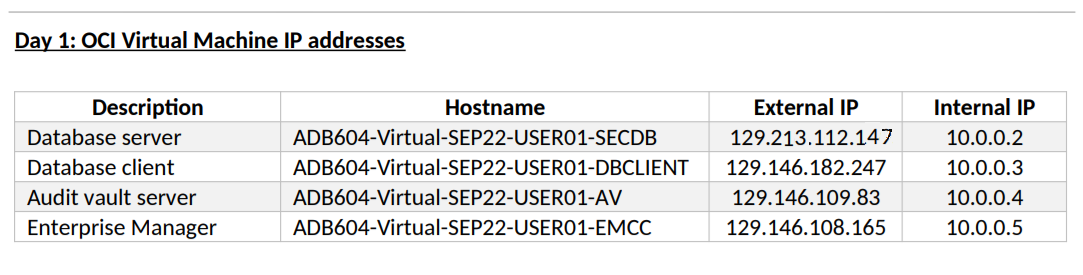 Day 1: OCI Virtual Machine IP addresses
Description Hostname External IP Internal IP
Database server ADB604-Virtual-SEP22-USER01-SECDB 129.213.112.147 10.0.0.2
Database client ADB604-Virtual-SEP22-USER01-DBCLIENT 129.146.182.247 10.0.0.3
Audit vault server ADB604-Virtual-SEP22-USER01-AV 129.146.109.83 10.0.0.4
Enterprise Manager ADB604-Virtual-SEP22-USER01-EMCC 129.146.108.165 10.0.0.5